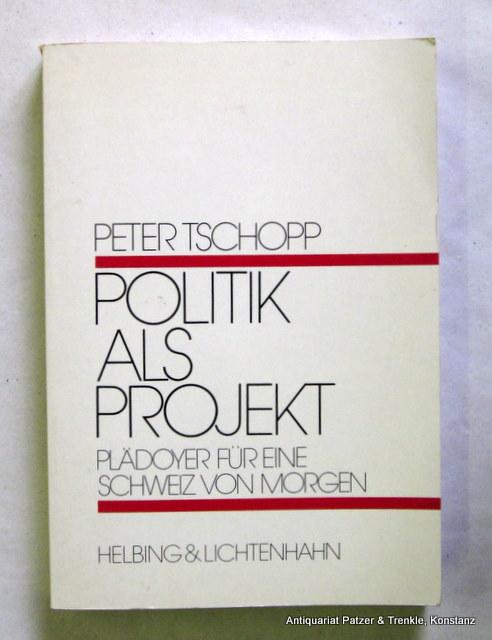 PETER TSCHOPP
POLITIK
ALS
PROJEKT
PLÄDOYER FÜR EINE
SCHWEIZ VON MORGEN
HELBING & LICHTENHAHN
Antiquariat Patzer & Trenkle, Konstanz